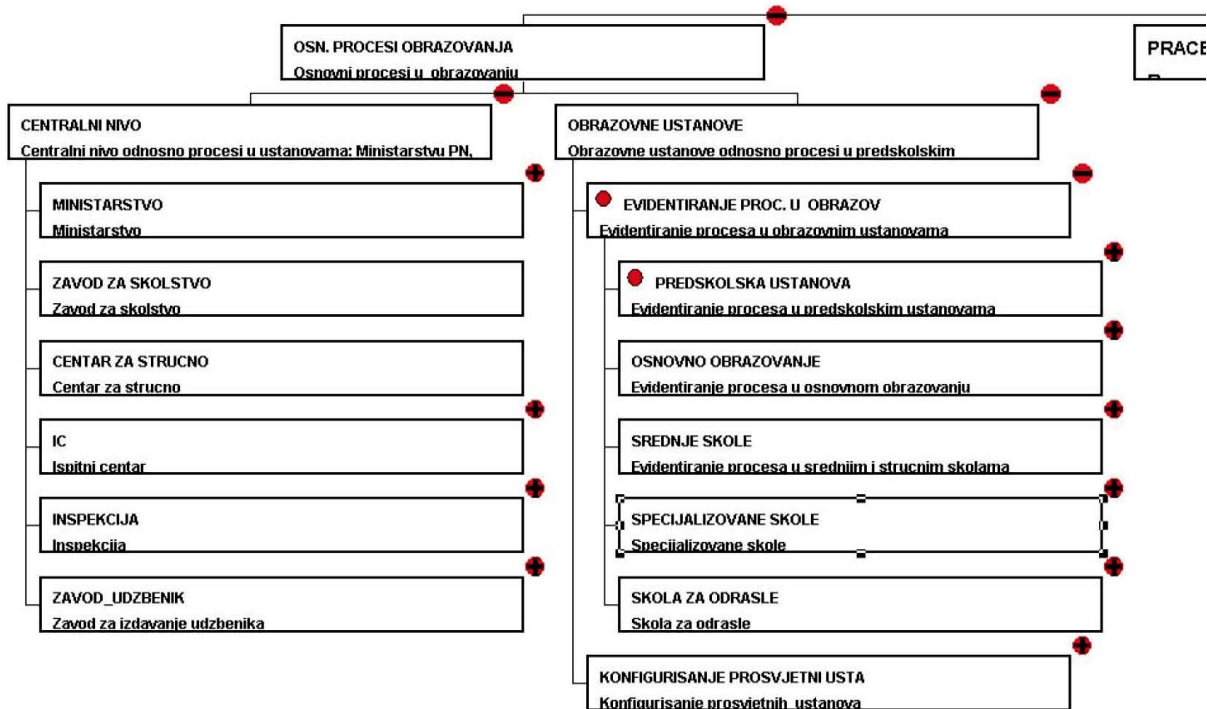 OSN. PROCESI OBRAZOVANJA
Osnovni procesi u obrazovanju
PRACE
CENTRALNI NIVO
Centralni nivo odnosno procesi u ustanovama: Ministarstvu PN,
MINISTARSTVO
Ministarstvo
ZAVOD ZA SKOLSTVO
Zavod za skolstvo
CENTAR ZA STRUCNO
Centar za strucno
IC
Ispitni centar
INSPEKCIJA
Inspekcija
ZAVOD_UDZBENIK
Zavod za izdavanje udzbenika
OBRAZOVNE USTANOVE
Obrazovne ustanove odnosno procesi u predskolskim
EVIDENTIRANJE PROC. U OBRAZOV
Evidentiranje procesa u obrazovnim ustanovama
PREDSKOLSKA USTANOVA
Evidentiranje procesa u predskolskim ustanovama
OSNOVNO OBRAZOVANJE
Evidentiranje procesa u osnovnom obrazovanju
SREDNJE SKOLE
Evidentiranje procesa u srednjim i strucnim skolama
SPECIJALIZOVANE SKOLE
Specijalizovane skole
SKOLA ZA ODRASLE
Skola za odrasle
KONFIGURISANJE PROSVJETNI USTA
Konfigurisanje prosvjetnih ustanova